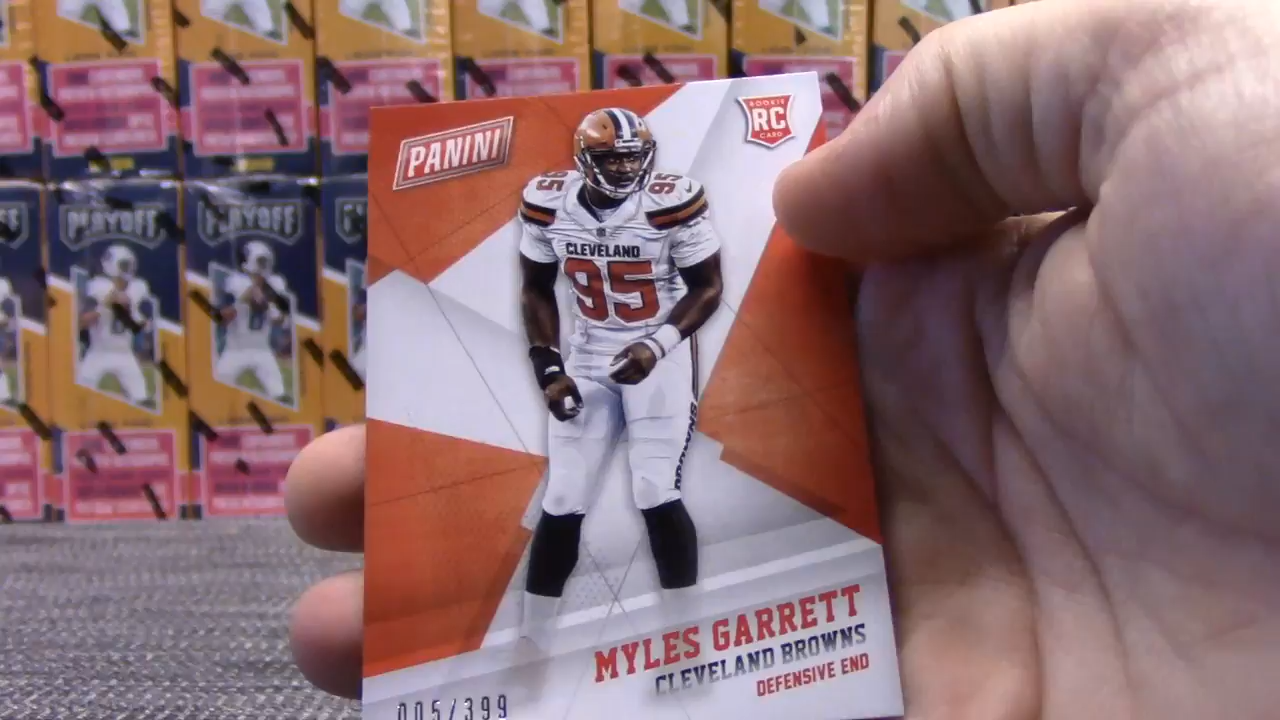 PANINI
ROOKIE
RC
CARD
95 95
CLEVELAND
95
BROWNS
MYLES GARRETT
CLEVELAND BROWNS
DEFENSIVE END
005/399
PLAYOFF
PLAYOFF